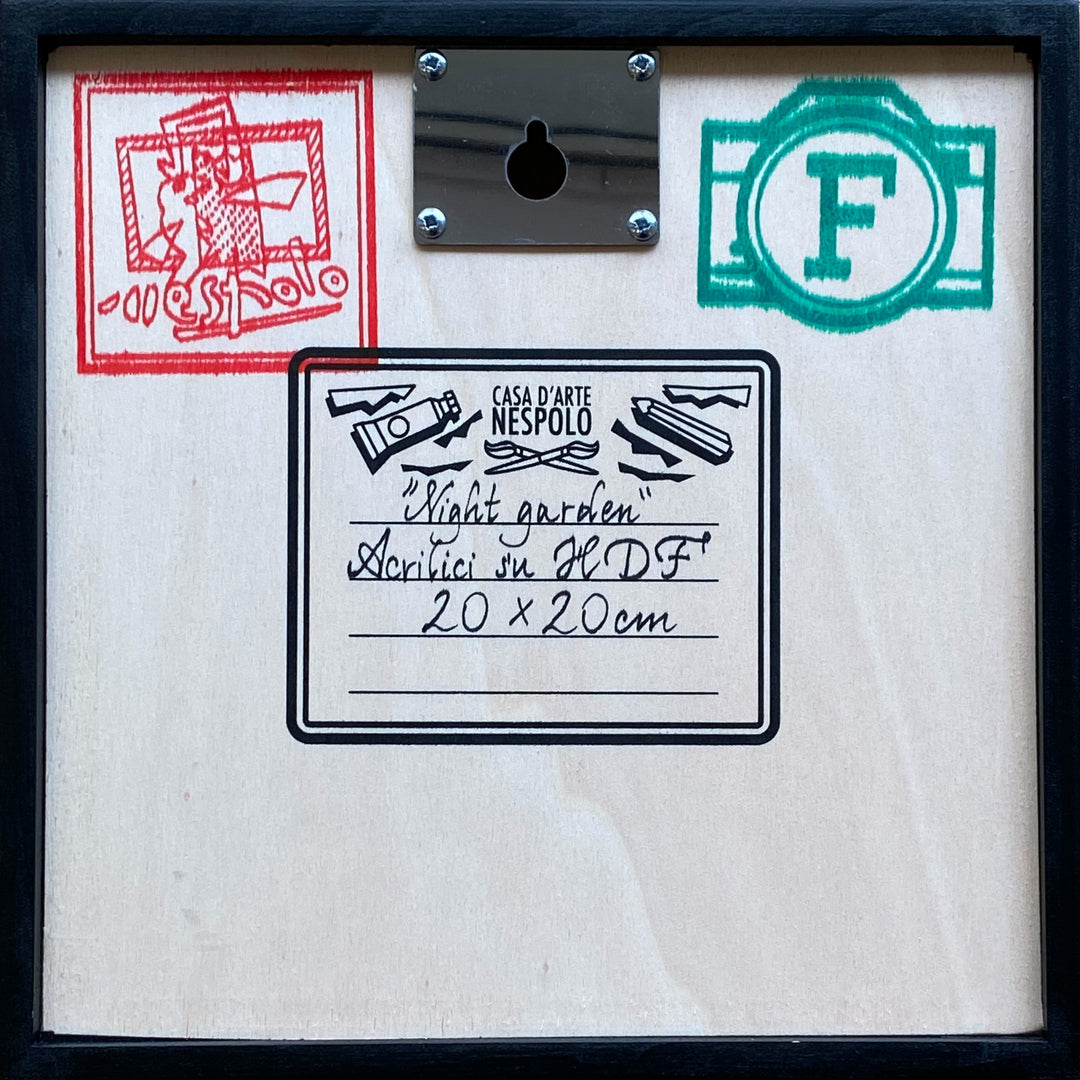 nespolo
F
CASA D'ARTE
NESPOLO
"Night garden"
Acrilici su HDF
20 x 20cm